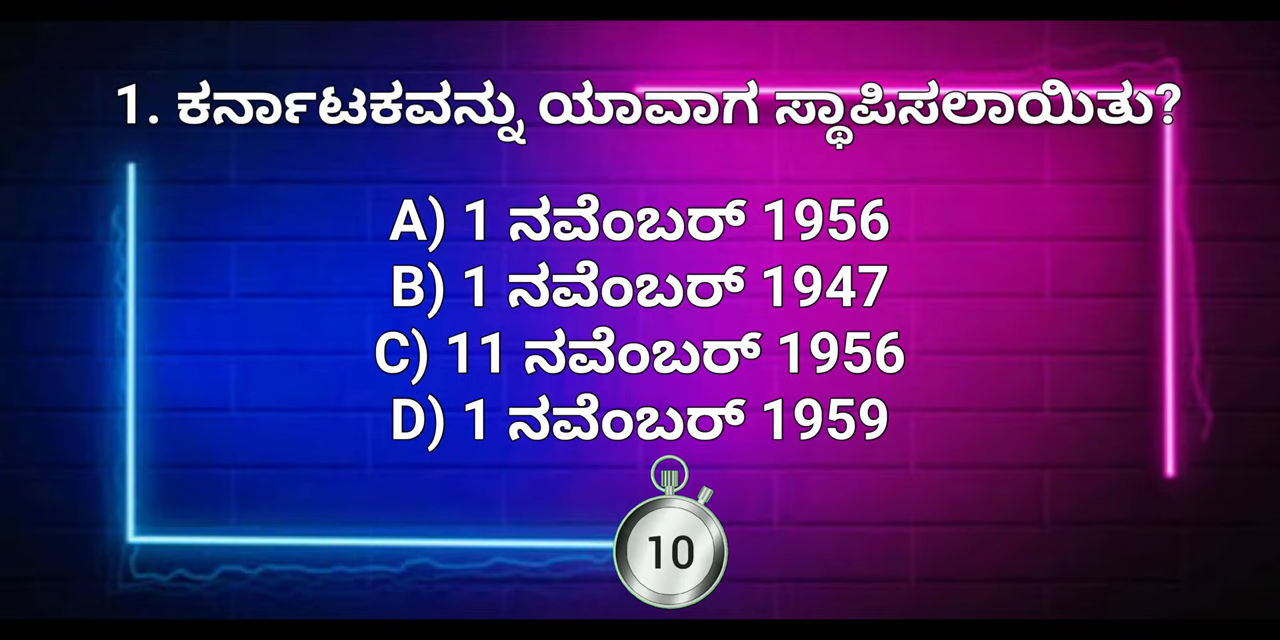 1. ಕರ್ನಾಟಕವನ್ನು ಯಾವಾಗ ಸ್ಥಾಪಿಸಲಾಯಿತು?
A) 1 ನವೆಂಬರ್ 1956
B) 1 ನವೆಂಬರ್ 1947
C) 11 ನವೆಂಬರ್ 1956
D) 1 ನವೆಂಬರ್ 1959
10